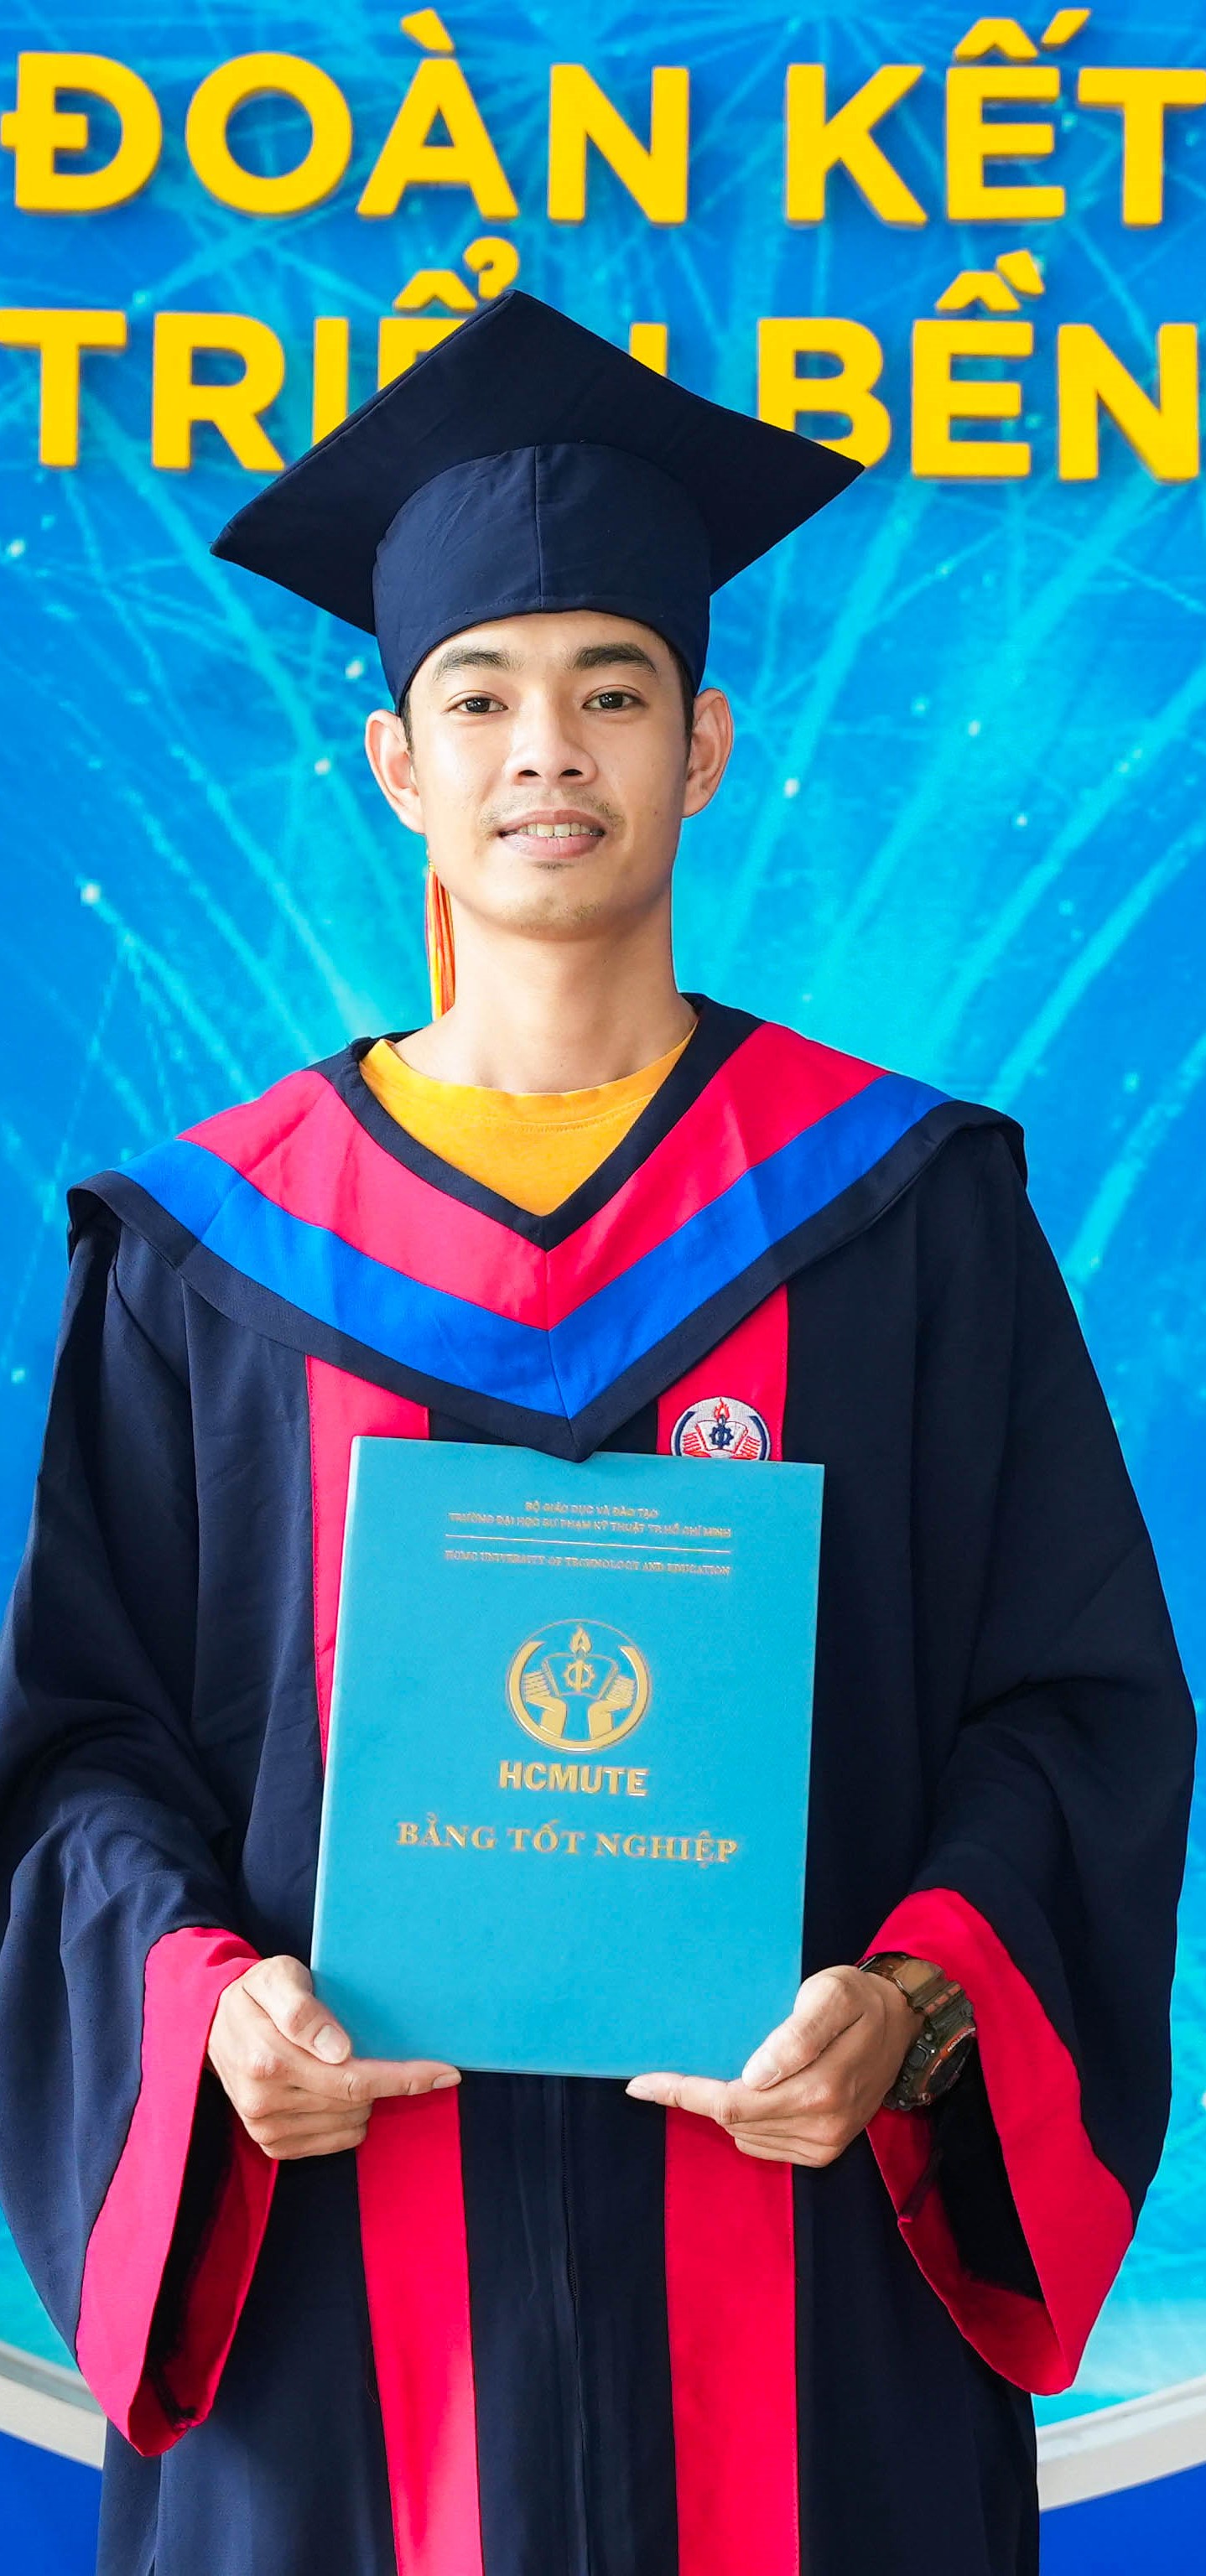 ĐOÀN KẾT
TRIỂN BỀN
BỘ GIÁO DỤC VÀ ĐÀO TẠO
TRƯỜNG ĐẠI HỌC SƯ PHẠM KỸ THUẬT TP.HỒ CHÍ MINH
HCMC UNIVERSITY OF TECHNOLOGY AND EDUCATION
HCMUTE
BẰNG TỐT NGHIỆP